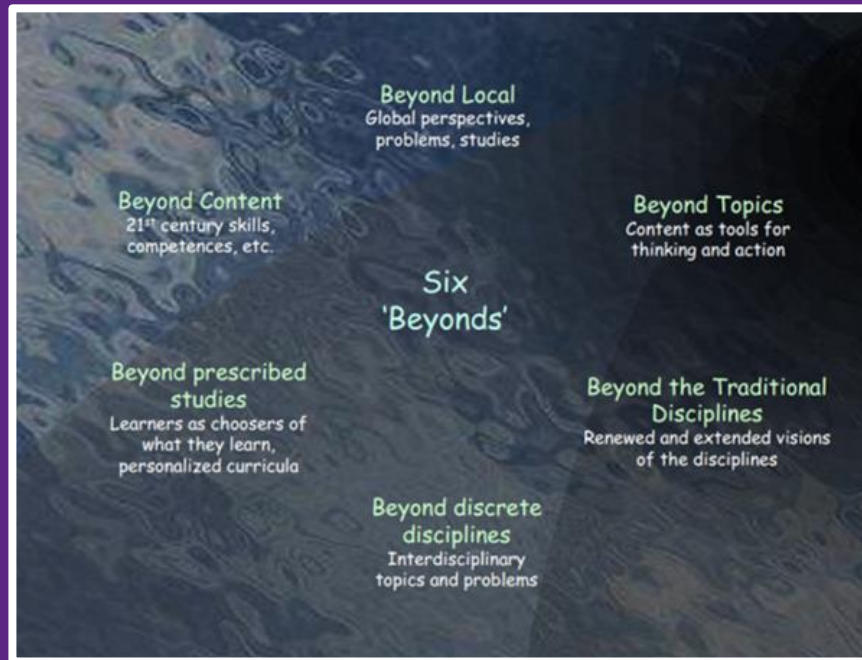 Beyond Local
Global perspectives,
problems, studies
Beyond Content
21st century skills,
competences, etc.
Beyond Topics
Content as tools for
thinking and action
Six
'Beyonds'
Beyond prescribed
studies
Learners as choosers of
what they learn,
personalized curricula
Beyond the Traditional
Disciplines
Renewed and extended visions
of the disciplines
Beyond discrete
disciplines
Interdisciplinary
topics and problems